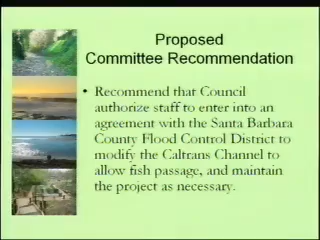 Proposed
Committee Recommendation
• Recommend that Council
authorize staff to enter into an
agreement with the Santa Barbara
County Flood Control District to
modify the Caltrans Channel to
allow fish passage, and maintain
the project as necessary.